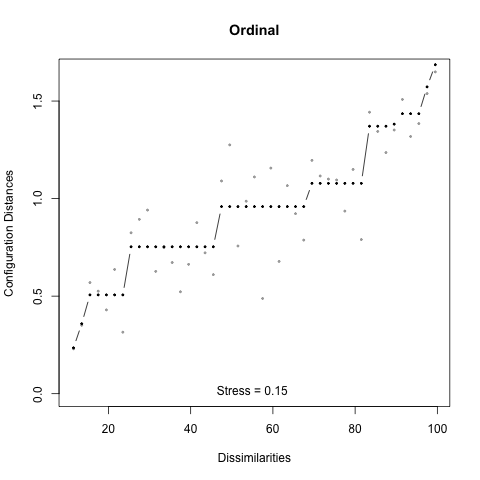 Ordinal
Configuration Distances
1.5
1.0
0.5
0.0
Stress = 0.15
20 40 60 80 100
Dissimilarities